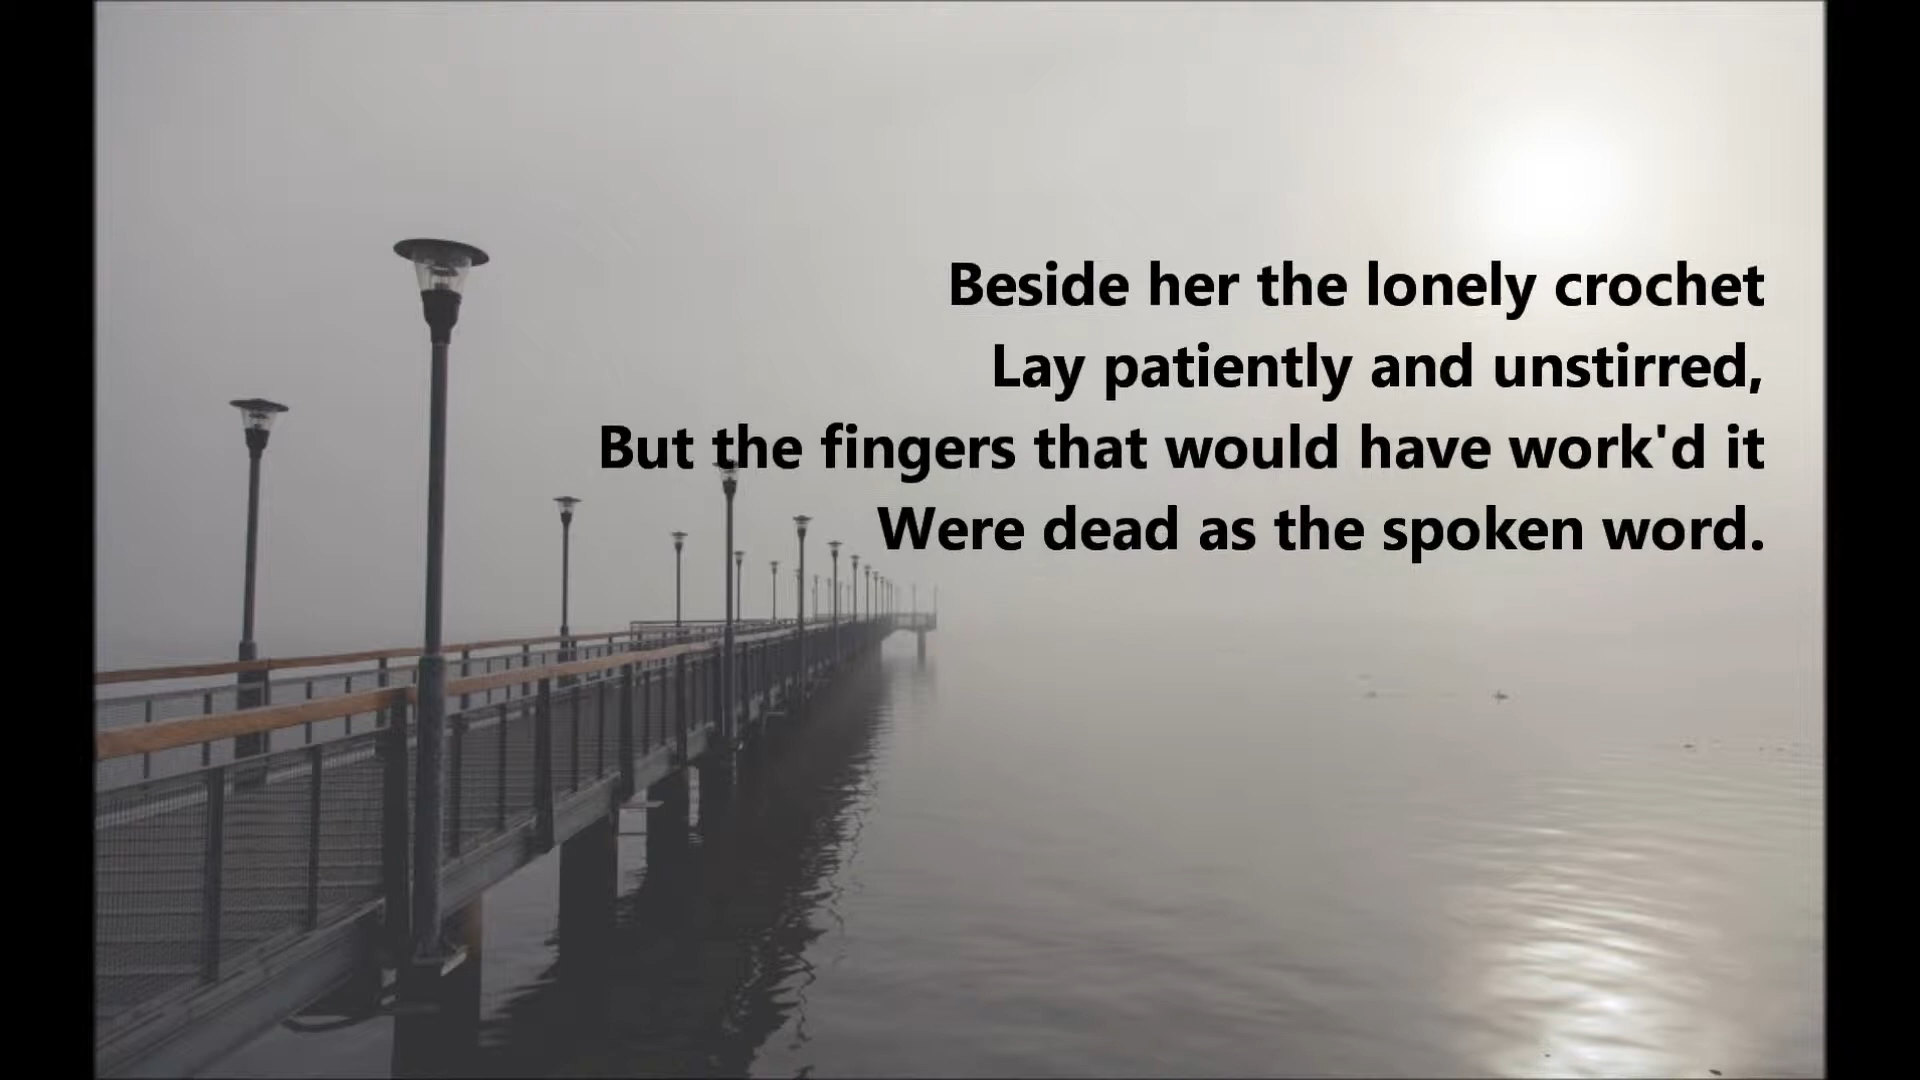 Beside her the lonely crochet
Lay patiently and unstirred,
But the fingers that would have work'd it
Were dead as the spoken word.